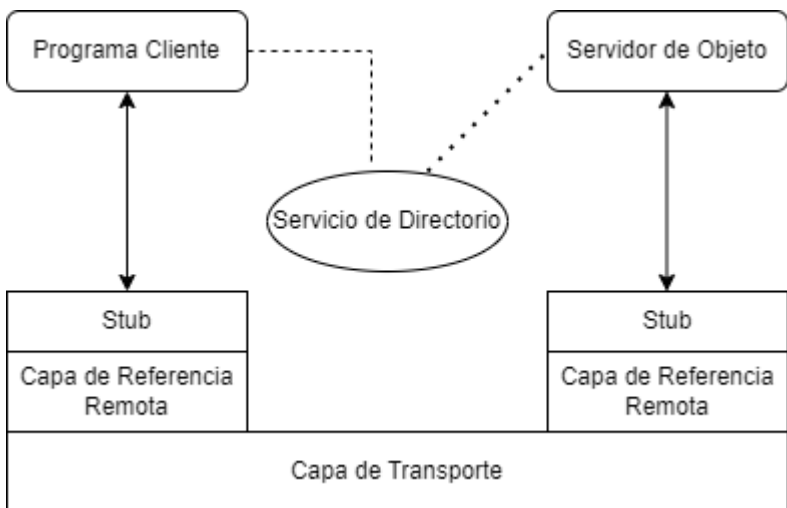 Programa Cliente
Servidor de Objeto
Servicio de Directorio
Stub
Stub
Capa de Referencia
Remota
Capa de Referencia
Remota
Capa de Transporte